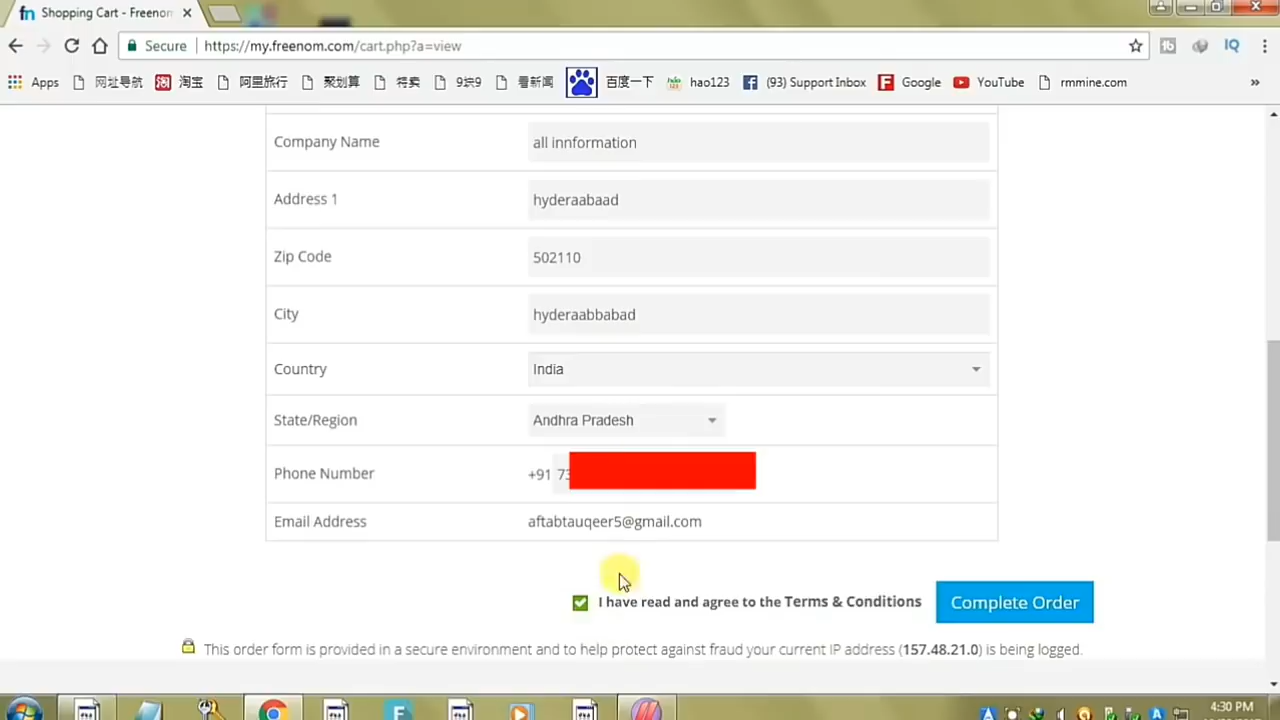 Shopping Cart - Freenom
Secure https://my.freenom.com/cart.php?a=view
Apps 网址导航 淘 淘宝 阿里旅行 聚划算 特卖 9块9 看新闻 百度一下 hao123 (93) Support Inbox Google YouTube rmmine.com »
Company Name all innformation
Address 1 hyderaabaad
Zip Code 502110
City hyderaabbabad
Country India
State/Region Andhra Pradesh
Phone Number +91 73
Email Address aftabtauqeer5@gmail.com
I have read and agree to the Terms & Conditions Complete Order
This order form is provided in a secure environment and to help protect against fraud your current IP address (157.48.21.0) is being logged.
4:30 PM